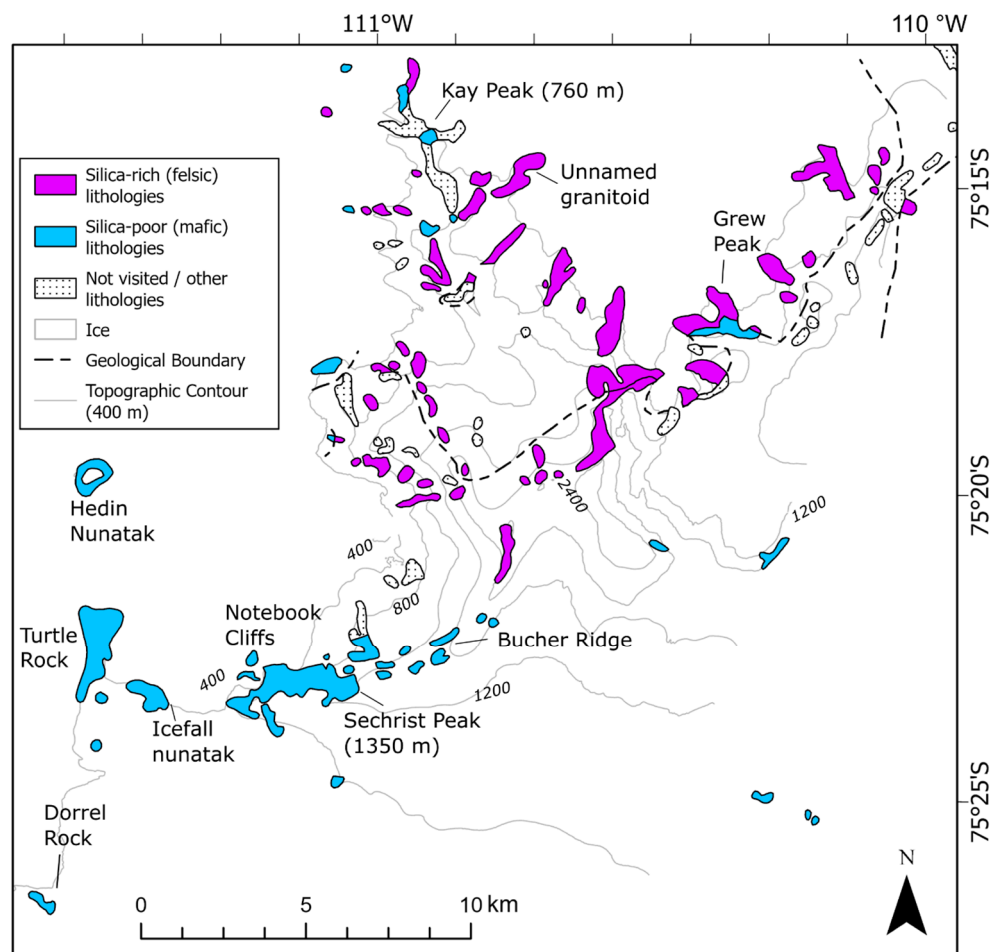 111°W
110 °W
Kay Peak (760 m)
Silica-rich (felsic)
lithologies
Silica-poor (mafic)
lithologies
Not visited / other
lithologies
Ice
Geological Boundary
Topographic Contour
(400 m)
Unnamed
granitoid
75°15'S
Grew
Peak
75°20'S
Hedin
Nunatak
2400
1200
400
800
Notebook
Cliffs
Turtle
Rock
Bucher Ridge
400
1200
Sechrist Peak
(1350 m)
Icefall
nunatak
75°25'S
Dorrel
Rock
N
0
5
10 km